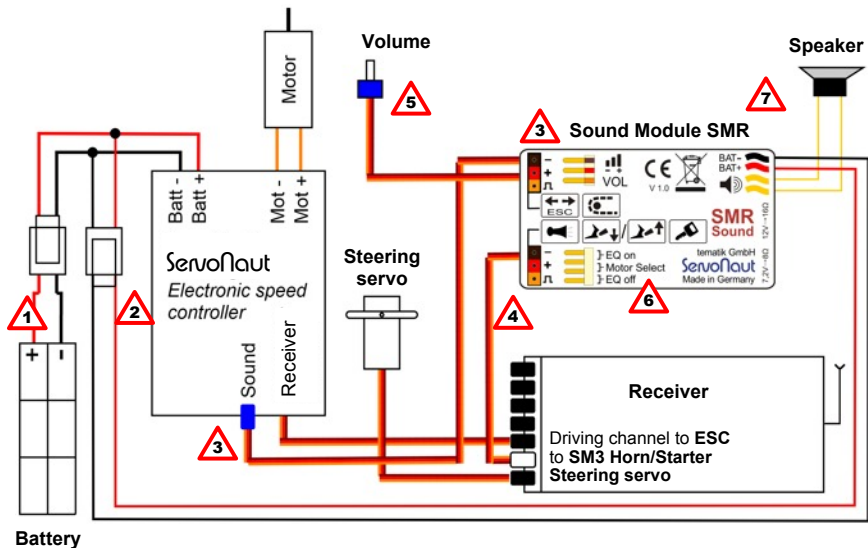 Volume
Speaker
Motor
5
7
3
Sound Module SMR
Batt -
Batt +
Mot -
Mot +
−
+
VOL
CE
V 1.0
BAT−
BAT+
ESC
SMR
Sound
12V→16Ω
7,2V→8Ω
−
+
EQ on
Motor Select
EQ off
tematik GmbH
ServoNaut
Made in Germany
Steering
servo
ServoNaut
Electronic speed
controller
1
2
4
6
+
−
Sound
Receiver
3
Receiver
Driving channel to ESC
to SM3 Horn/Starter
Steering servo
Battery